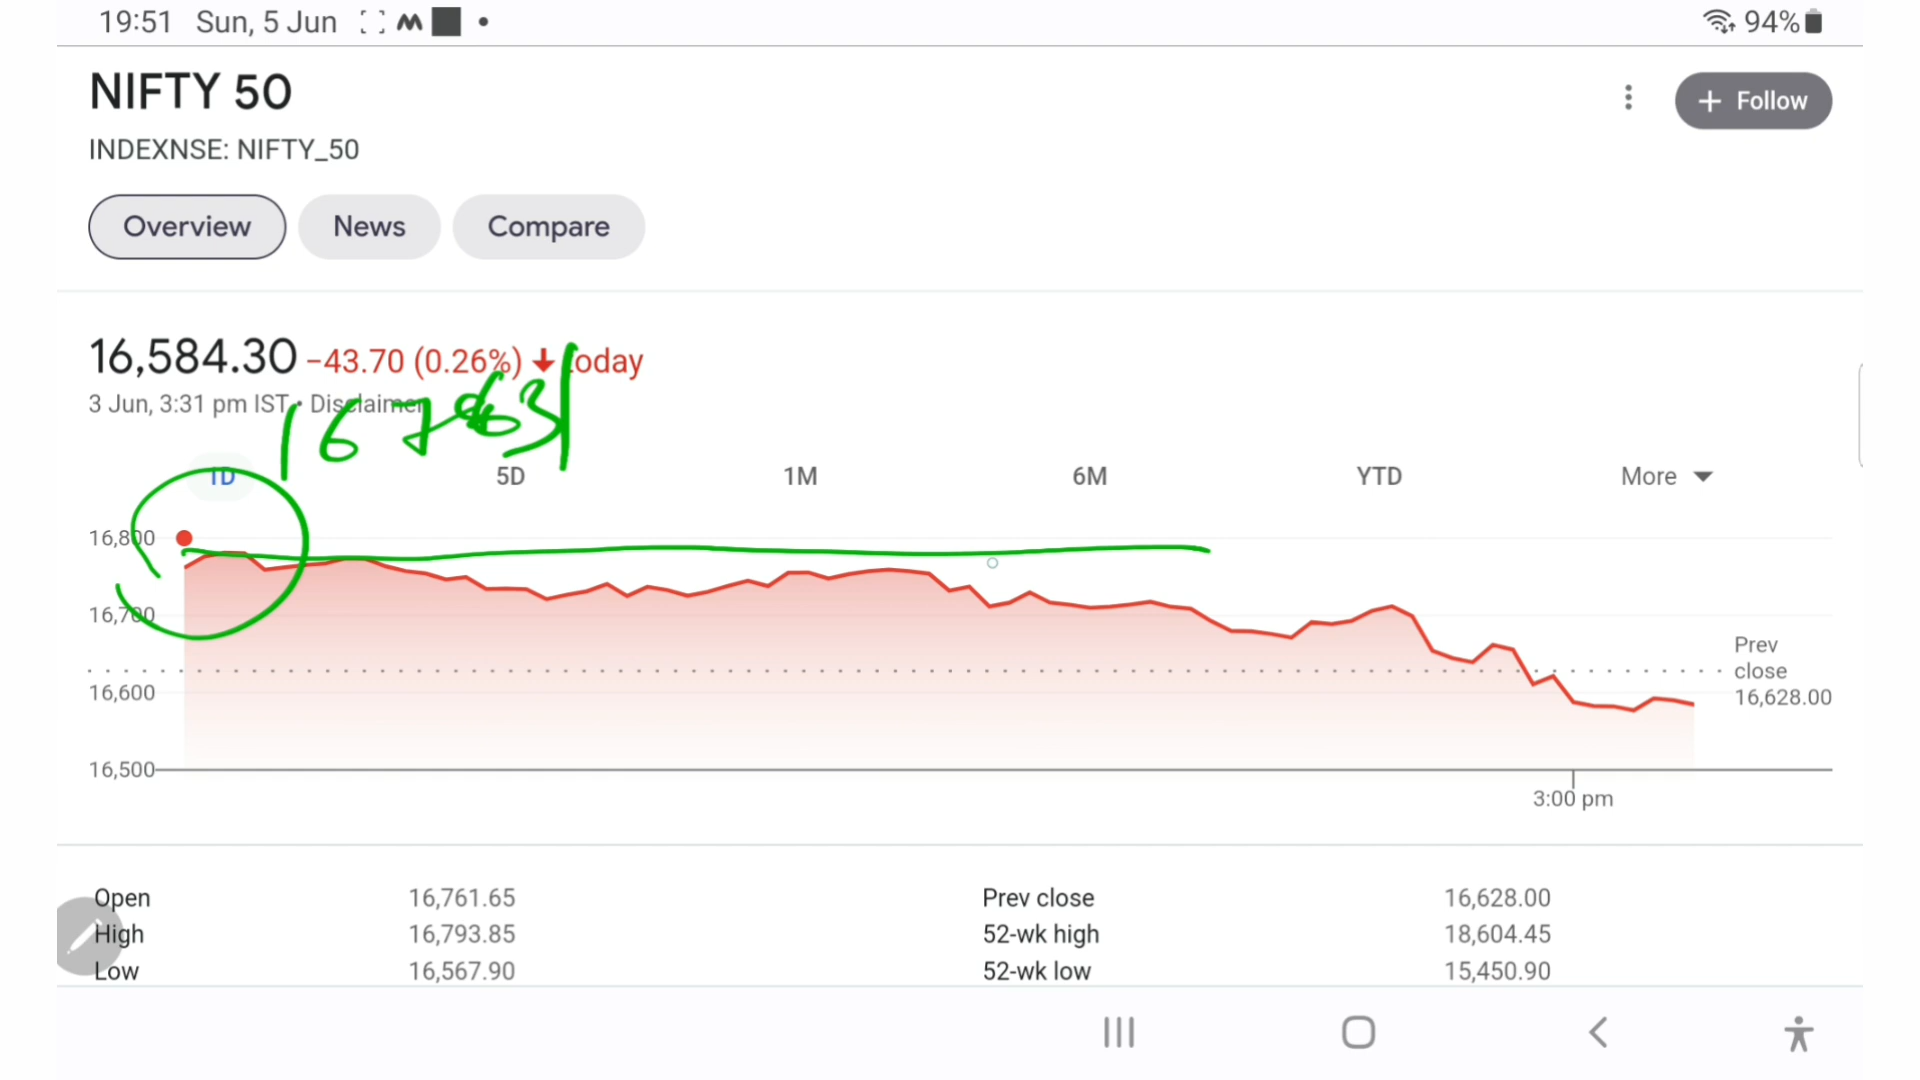 19:51 Sun, 5 Jun 94%
NIFTY 50
+ Follow
INDEXNSE: NIFTY_50
Overview News Compare
16,584.30 −43.70 (0.26%) ↓ today
3 Jun, 3:31 pm IST • Disclaimer
1D 5D 1M 6M YTD More
16,800
16,700
16,600
16,500
Prev
close
16,628.00
3:00 pm
Open 16,761.65 Prev close 16,628.00
High 16,793.85 52-wk high 18,604.45
Low 16,567.90 52-wk low 15,450.90